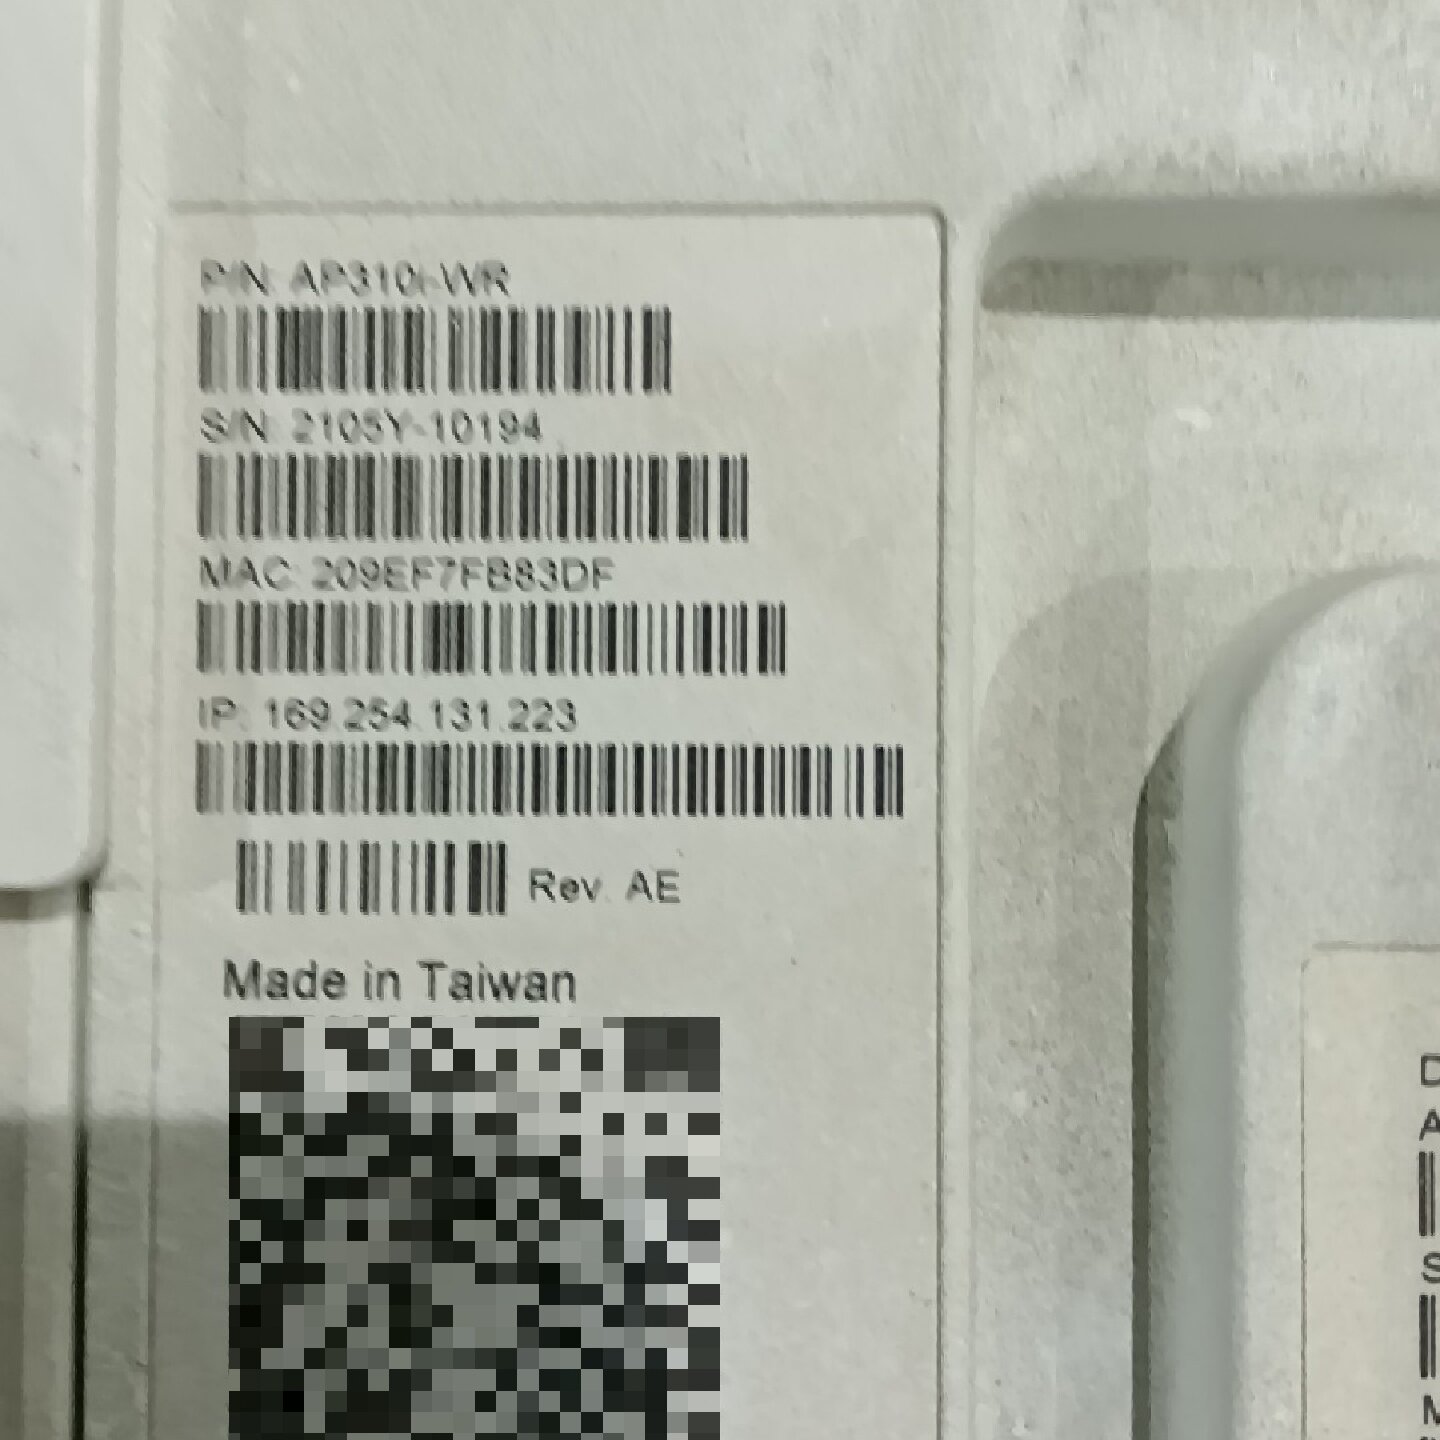 P/N: AP310i-WR
S/N: 2105Y-10194
MAC: 209EF7FB83DF
IP: 169.254.131.223
Rev. AE
Made in Taiwan
D
A
S
M